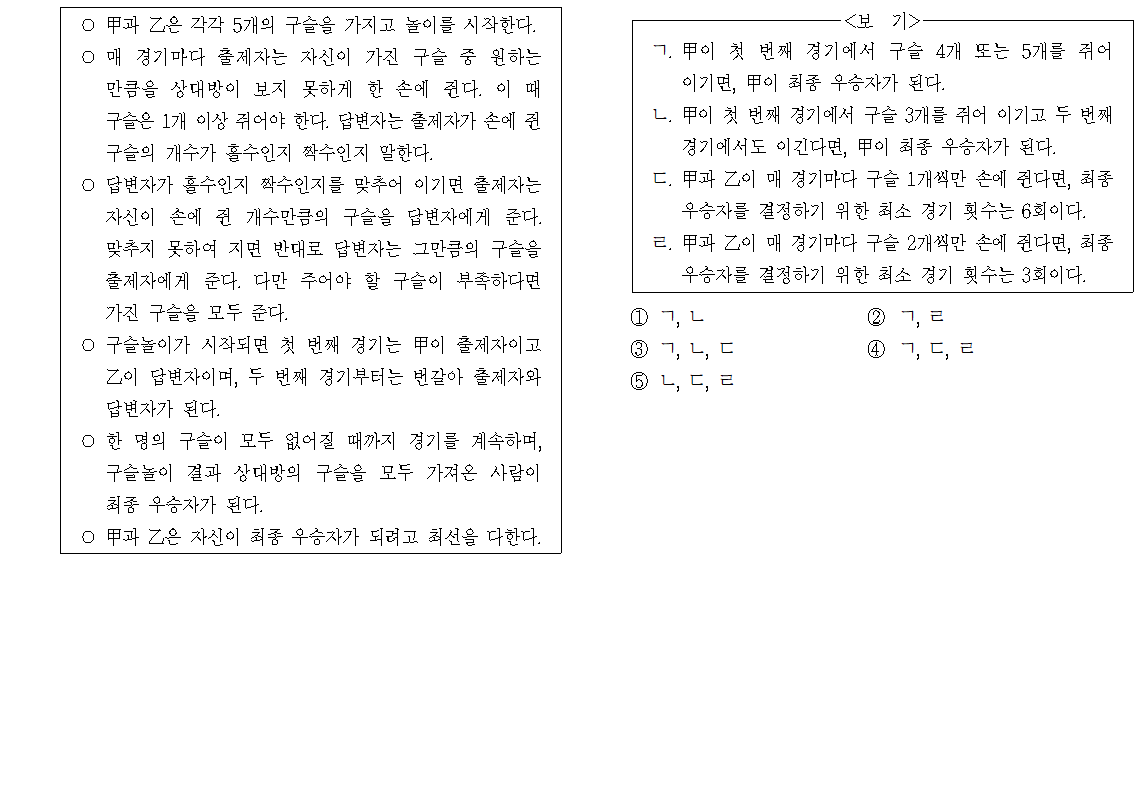 ○ 甲과 乙은 각각 5개의 구슬을 가지고 놀이를 시작한다.
○ 매 경기마다 출제자는 자신이 가진 구슬 중 원하는
만큼을 상대방이 보지 못하게 한 손에 쥔다. 이 때
구슬은 1개 이상 쥐어야 한다. 답변자는 출제자가 손에 쥔
구슬의 개수가 홀수인지 짝수인지 말한다.
○ 답변자가 홀수인지 짝수인지를 맞추어 이기면 출제자는
자신이 손에 쥔 개수만큼의 구슬을 답변자에게 준다.
맞추지 못하여 지면 반대로 답변자는 그만큼의 구슬을
출제자에게 준다. 다만 주어야 할 구슬이 부족하다면
가진 구슬을 모두 준다.
○ 구슬놀이가 시작되면 첫 번째 경기는 甲이 출제자이고
乙이 답변자이며, 두 번째 경기부터는 번갈아 출제자와
답변자가 된다.
○ 한 명의 구슬이 모두 없어질 때까지 경기를 계속하며,
구슬놀이 결과 상대방의 구슬을 모두 가져온 사람이
최종 우승자가 된다.
○ 甲과 乙은 자신이 최종 우승자가 되려고 최선을 다한다.
<보 기>
ㄱ. 甲이 첫 번째 경기에서 구슬 4개 또는 5개를 쥐어
이기면, 甲이 최종 우승자가 된다.
ㄴ. 甲이 첫 번째 경기에서 구슬 3개를 쥐어 이기고 두 번째
경기에서도 이긴다면, 甲이 최종 우승자가 된다.
ㄷ. 甲과 乙이 매 경기마다 구슬 1개씩만 손에 쥔다면, 최종
우승자를 결정하기 위한 최소 경기 횟수는 6회이다.
ㄹ. 甲과 乙이 매 경기마다 구슬 2개씩만 손에 쥔다면, 최종
우승자를 결정하기 위한 최소 경기 횟수는 3회이다.
① ㄱ, ㄴ ② ㄱ, ㄹ
③ ㄱ, ㄴ, ㄷ ④ ㄱ, ㄷ, ㄹ
⑤ ㄴ, ㄷ, ㄹ